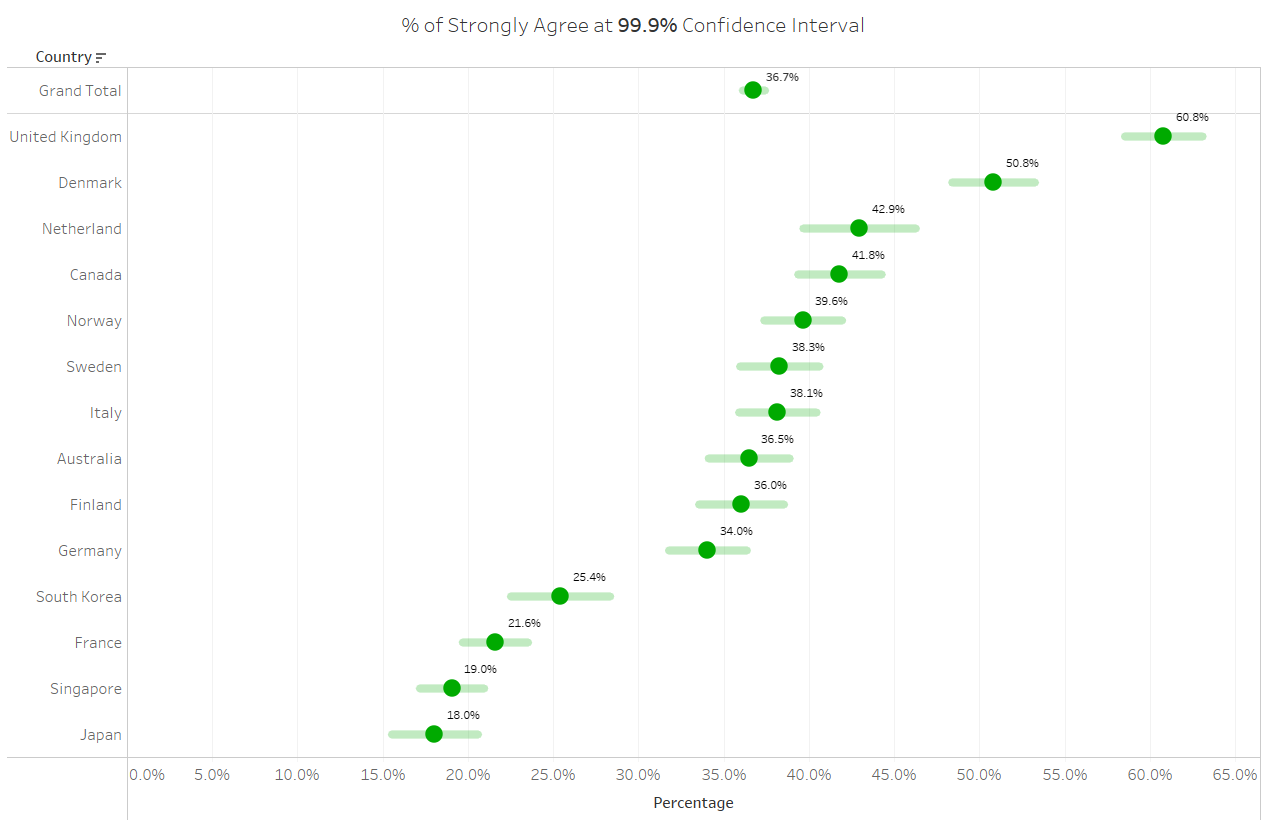 % of Strongly Agree at 99.9% Confidence Interval
Country
Grand Total 36.7%
United Kingdom 60.8%
Denmark 50.8%
Netherland 42.9%
Canada 41.8%
Norway 39.6%
Sweden 38.3%
Italy 38.1%
Australia 36.5%
Finland 36.0%
Germany 34.0%
South Korea 25.4%
France 21.6%
Singapore 19.0%
Japan 18.0%
0.0% 5.0% 10.0% 15.0% 20.0% 25.0% 30.0% 35.0% 40.0% 45.0% 50.0% 55.0% 60.0% 65.0%
Percentage